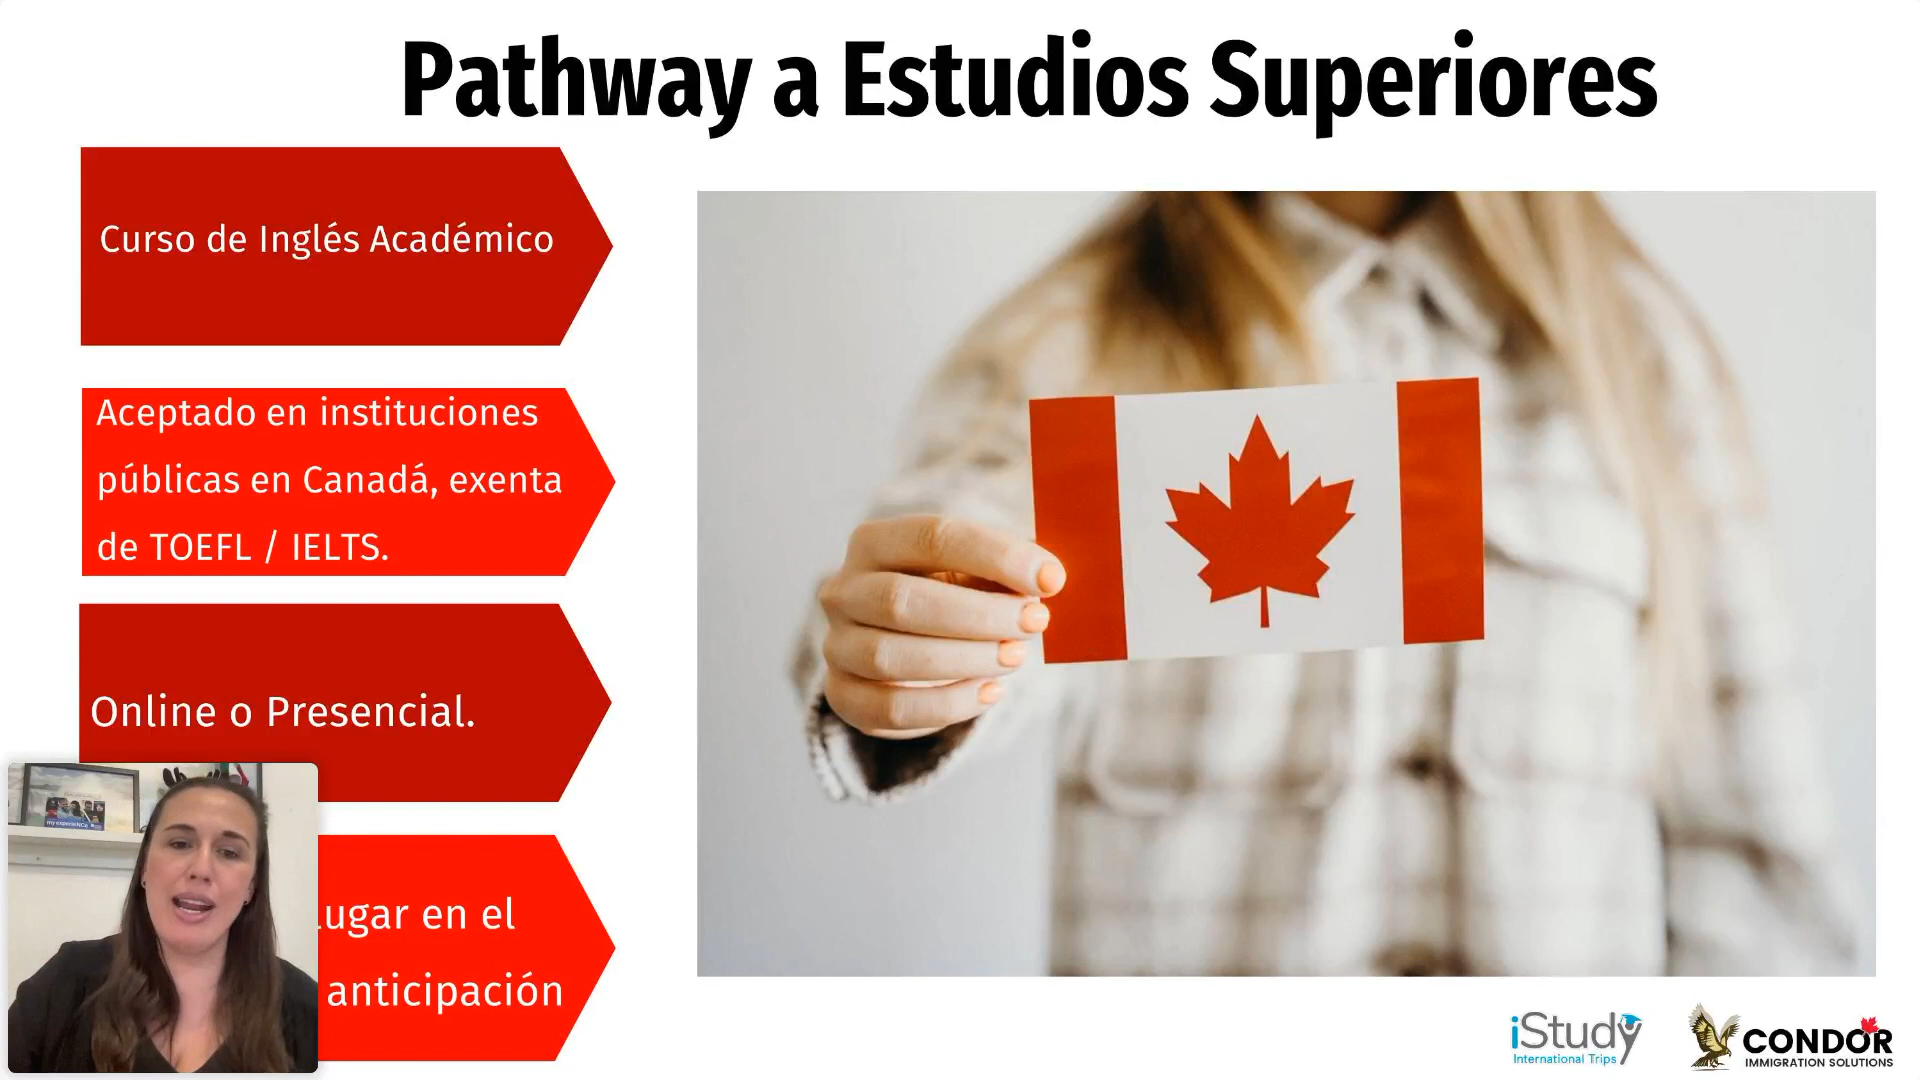 Pathway a Estudios Superiores
Curso de Inglés Académico
Aceptado en instituciones
públicas en Canadá, exenta
de TOEFL / IELTS.
Online o Presencial.
lugar en el
anticipación
iStudy
International Trips
CONDOR
IMMIGRATION SOLUTIONS